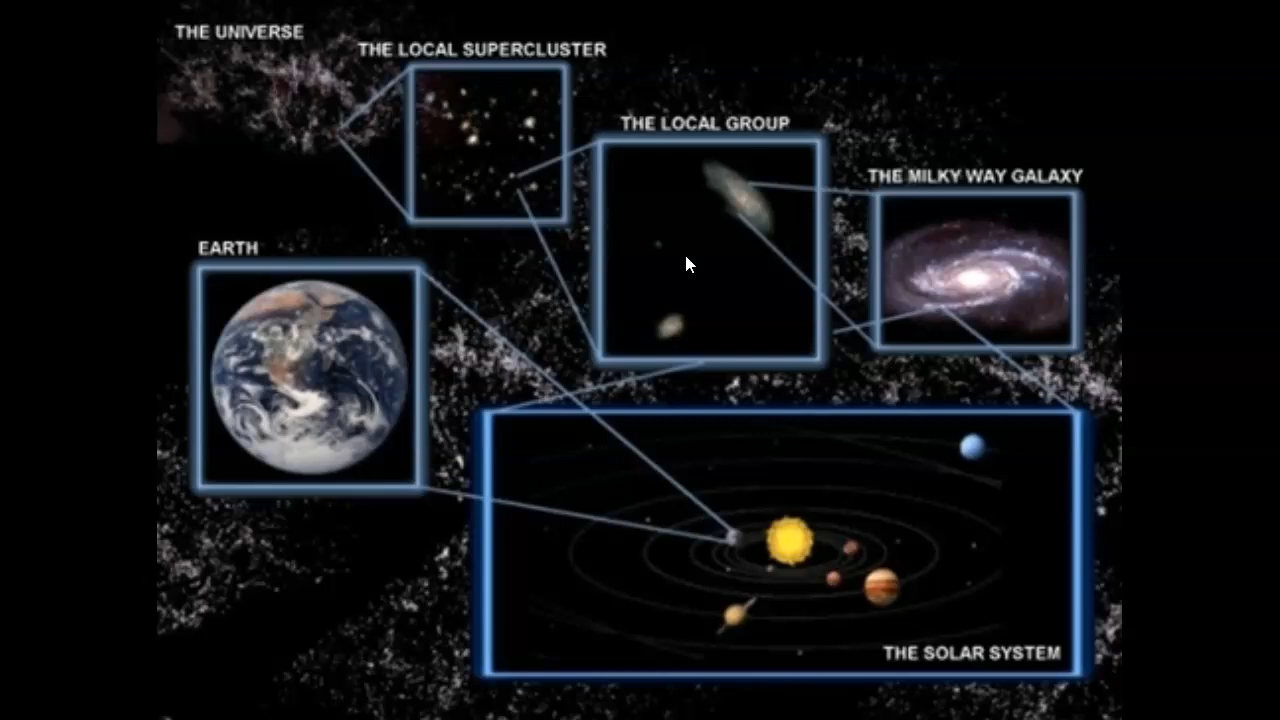 THE UNIVERSE
THE LOCAL SUPERCLUSTER
THE LOCAL GROUP
THE MILKY WAY GALAXY
EARTH
THE SOLAR SYSTEM